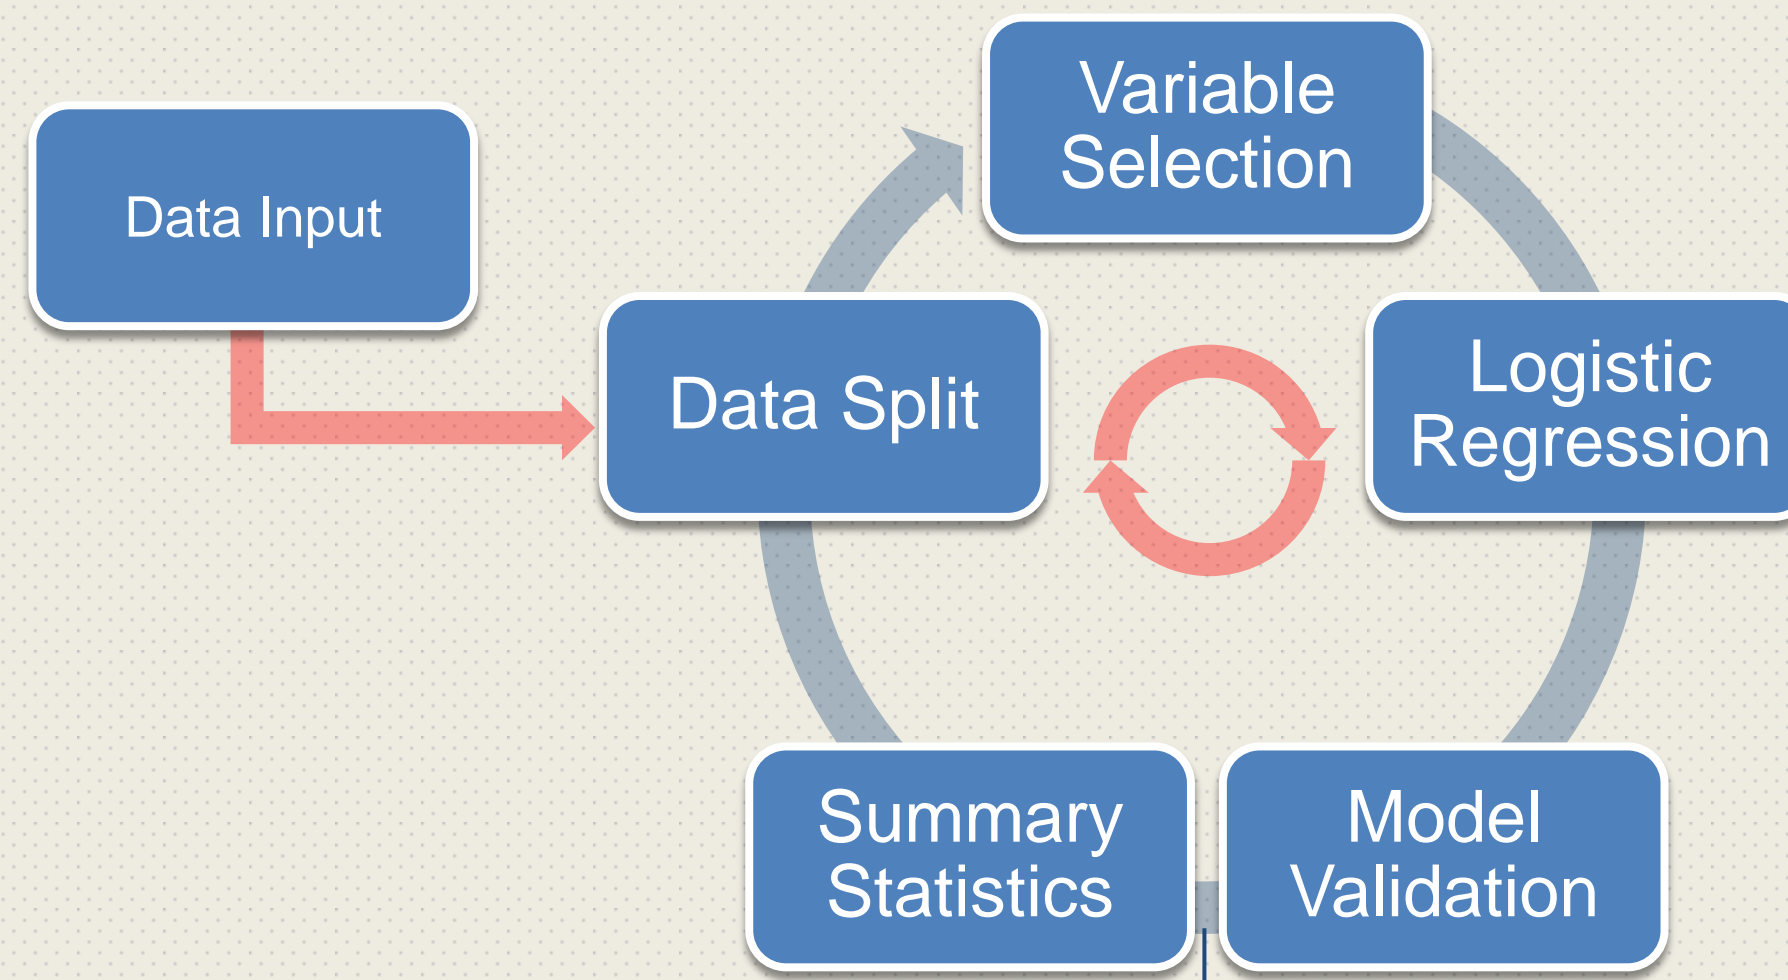 Data Input
Variable
Selection
Data Split
Logistic
Regression
Summary
Statistics
Model
Validation